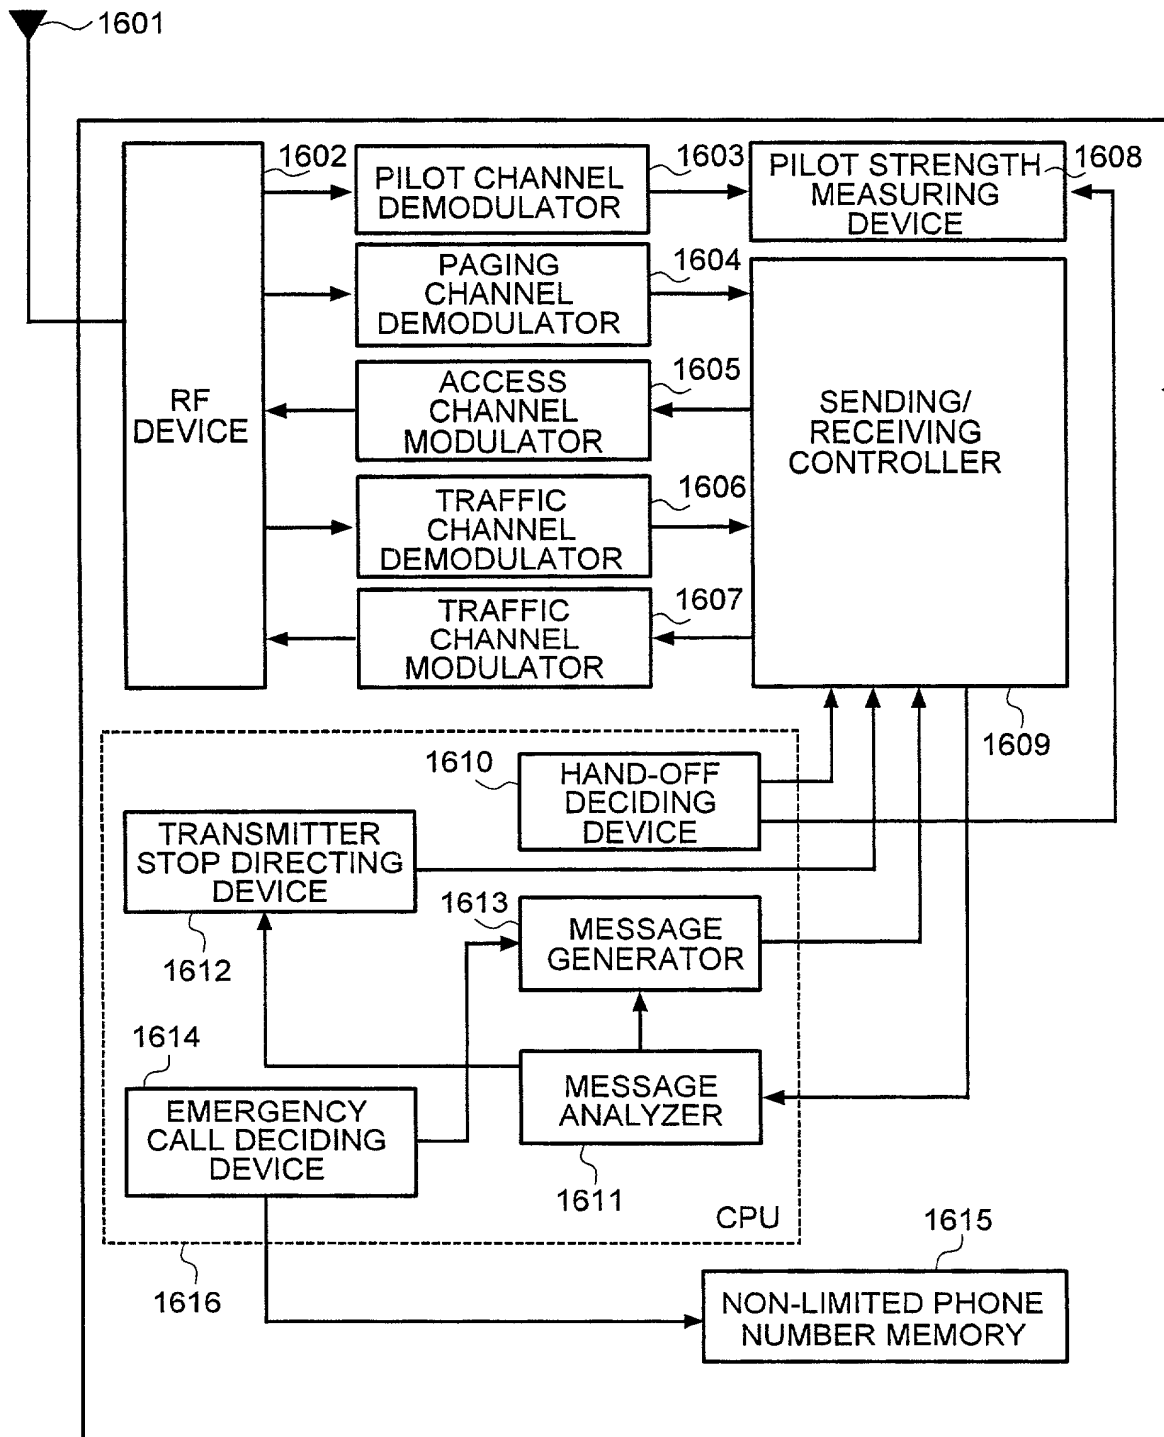 1601
1602
1603
1608
PILOT CHANNEL
DEMODULATOR
PILOT STRENGTH
MEASURING
DEVICE
1604
PAGING
CHANNEL
DEMODULATOR
1605
ACCESS
CHANNEL
MODULATOR
RF
DEVICE
SENDING/
RECEIVING
CONTROLLER
1606
TRAFFIC
CHANNEL
DEMODULATOR
1607
TRAFFIC
CHANNEL
MODULATOR
1609
1610
HAND-OFF
DECIDING
DEVICE
TRANSMITTER
STOP DIRECTING
DEVICE
1612
1613
MESSAGE
GENERATOR
1614
EMERGENCY
CALL DECIDING
DEVICE
MESSAGE
ANALYZER
1611
CPU
1616
1615
NON-LIMITED PHONE
NUMBER MEMORY